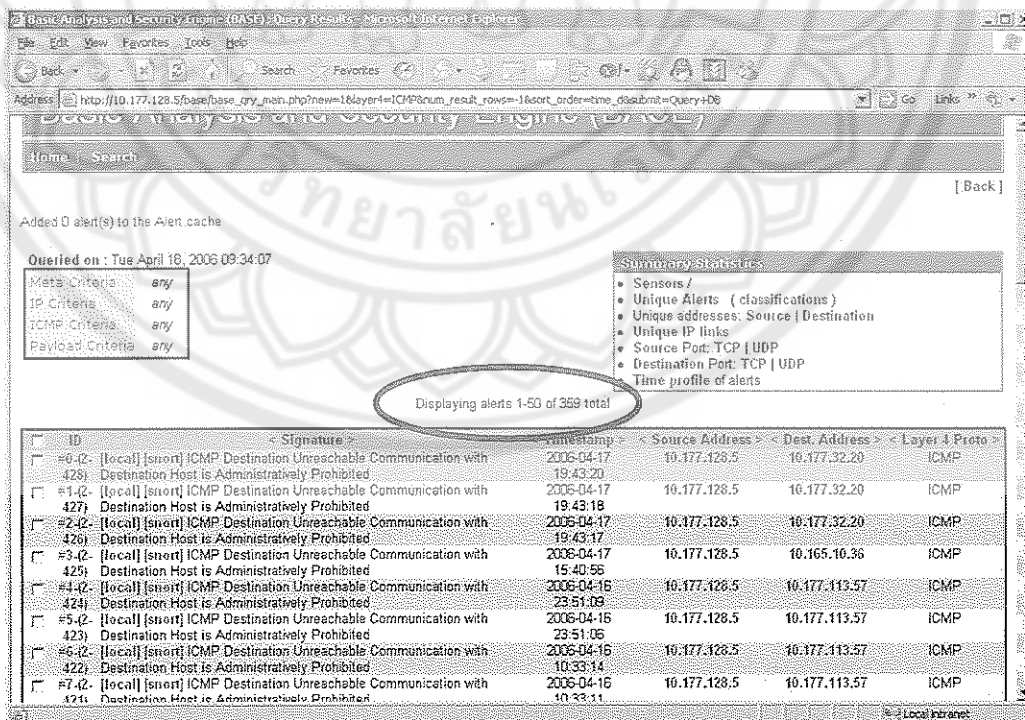 Basic Analysis and Security Engine (BASE) : Query Results - Microsoft Internet Explorer
File Edit View Favorites Tools Help
Back Search Favorites
Address http://10.177.128.5/base/base_qry_main.php?new=1&layer4=ICMP&num_result_rows=-1&sort_order=time_d&submit=Query+DB Go Links »
Basic Analysis and Security Engine (BASE)
Home | Search
[ Back ]
Added 0 alert(s) to the Alert cache
Queried on : Tue April 18, 2006 09:34:07
Meta Criteria any
IP Criteria any
ICMP Criteria any
Payload Criteria any
Summary Statistics
• Sensors /
• Unique Alerts ( classifications )
• Unique addresses: Source | Destination
• Unique IP links
• Source Port: TCP | UDP
• Destination Port: TCP | UDP
• Time profile of alerts
ทยาลัยน
Displaying alerts 1-50 of 359 total
ID < Signature > < Timestamp > < Source Address > < Dest. Address > < Layer 4 Proto >
#0-(2- [local] [snort] ICMP Destination Unreachable Communication with 2006-04-17 10.177.128.5 10.177.32.20 ICMP
428) Destination Host is Administratively Prohibited 19:43:20
#1-(2- [local] [snort] ICMP Destination Unreachable Communication with 2006-04-17 10.177.128.5 10.177.32.20 ICMP
427) Destination Host is Administratively Prohibited 19:43:18
#2-(2- [local] [snort] ICMP Destination Unreachable Communication with 2006-04-17 10.177.128.5 10.177.32.20 ICMP
426) Destination Host is Administratively Prohibited 19:43:17
#3-(2- [local] [snort] ICMP Destination Unreachable Communication with 2006-04-17 10.177.128.5 10.165.10.36 ICMP
425) Destination Host is Administratively Prohibited 15:40:56
#4-(2- [local] [snort] ICMP Destination Unreachable Communication with 2006-04-16 10.177.128.5 10.177.113.57 ICMP
424) Destination Host is Administratively Prohibited 23:51:09
#5-(2- [local] [snort] ICMP Destination Unreachable Communication with 2006-04-16 10.177.128.5 10.177.113.57 ICMP
423) Destination Host is Administratively Prohibited 23:51:06
#6-(2- [local] [snort] ICMP Destination Unreachable Communication with 2006-04-16 10.177.128.5 10.177.113.57 ICMP
422) Destination Host is Administratively Prohibited 10:33:14
#7-(2- [local] [snort] ICMP Destination Unreachable Communication with 2006-04-16 10.177.128.5 10.177.113.57 ICMP
421) Destination Host is Administratively Prohibited 10:33:11
Local intranet